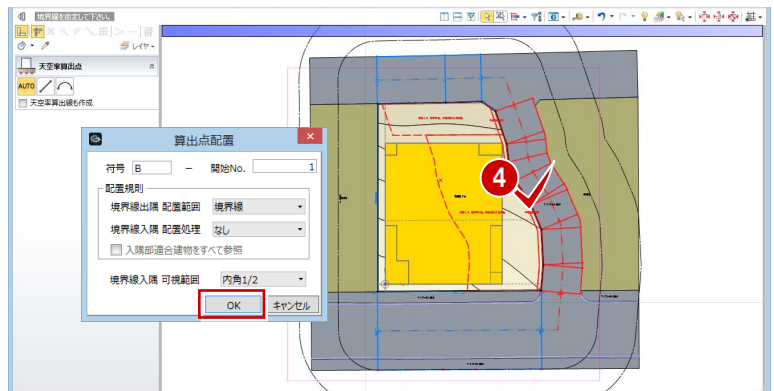 境界線を指定して下さい。
レイヤ
天空率算出点
AUTO
天空率算出線も作成
算出点配置
符号 B － 開始No. 1
配置規則
境界線出隅 配置範囲 境界線
境界線入隅 配置処理 なし
入隅部適合建物をすべて参照
境界線入隅 可視範囲 内角1/2
OK キャンセル
4